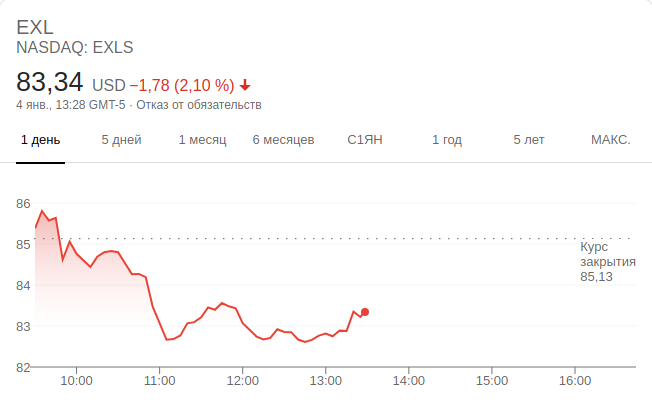 EXL
NASDAQ: EXLS
83,34 USD −1,78 (2,10 %)
4 янв., 13:28 GMT-5 · Отказ от обязательств
1 день 5 дней 1 месяц 6 месяцев С1ЯН 1 год 5 лет МАКС.
86
85
84
83
82
Курс
закрытия
85,13
10:00 11:00 12:00 13:00 14:00 15:00 16:00